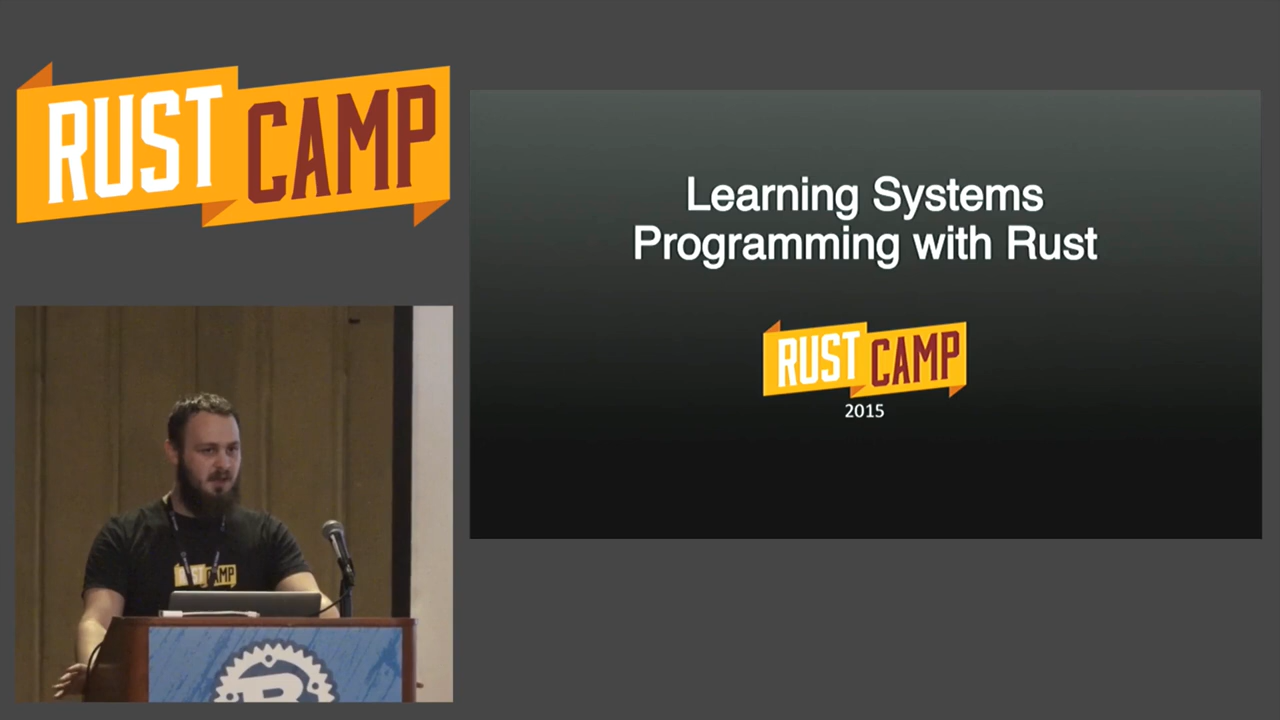 RUST CAMP
Learning Systems
Programming with Rust
RUST CAMP
2015
RUST CAMP
R